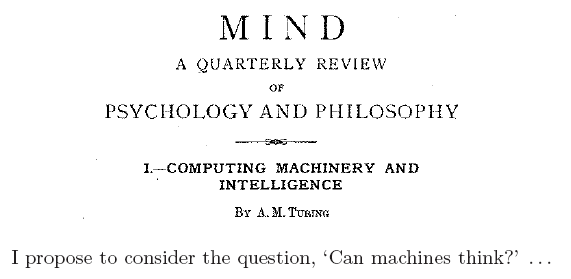 MIND
A QUARTERLY REVIEW
OF
PSYCHOLOGY AND PHILOSOPHY
I.—COMPUTING MACHINERY AND
INTELLIGENCE
BY A. M. TURING
I propose to consider the question, ‘Can machines think?’ ...